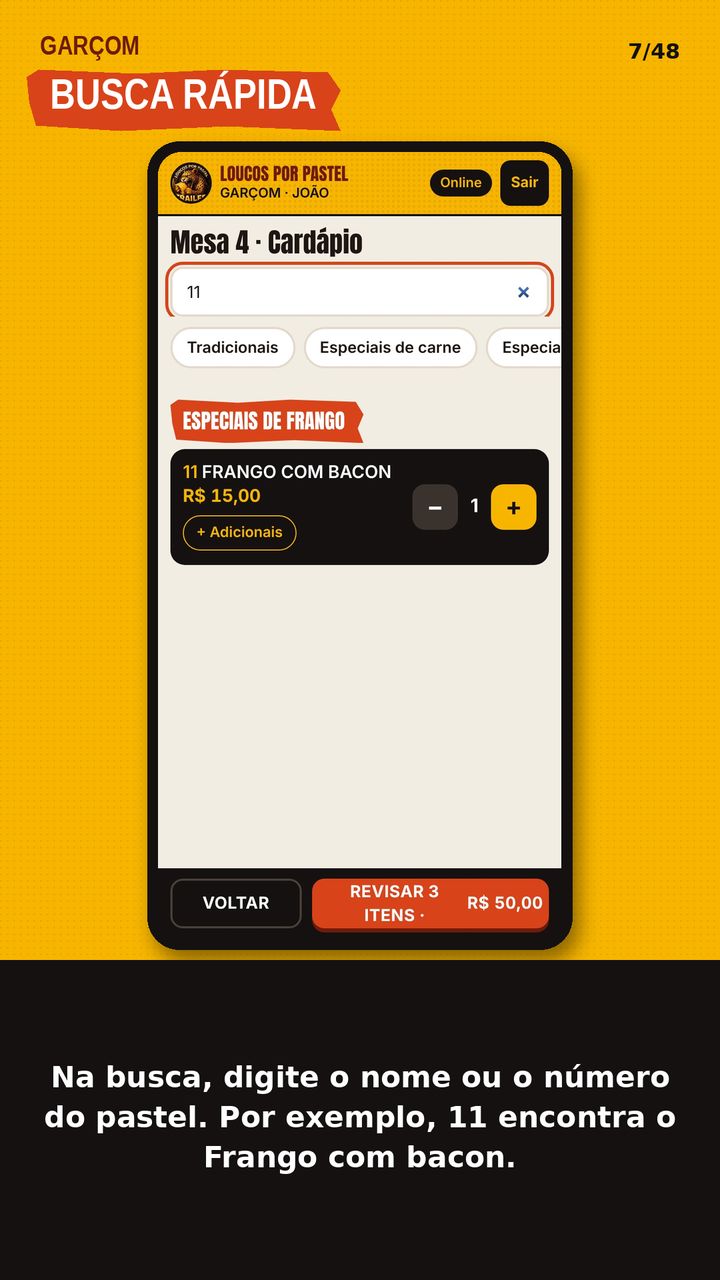 GARÇOM
7/48
BUSCA RÁPIDA
LOUCOS POR PASTEL
GARÇOM · JOÃO
Online
Sair
Mesa 4 · Cardápio
11
×
Tradicionais
Especiais de carne
Especia
ESPECIAIS DE FRANGO
11 FRANGO COM BACON
R$ 15,00
− 1 +
+ Adicionais
VOLTAR
REVISAR 3
ITENS ·
R$ 50,00
Na busca, digite o nome ou o número
do pastel. Por exemplo, 11 encontra o
Frango com bacon.